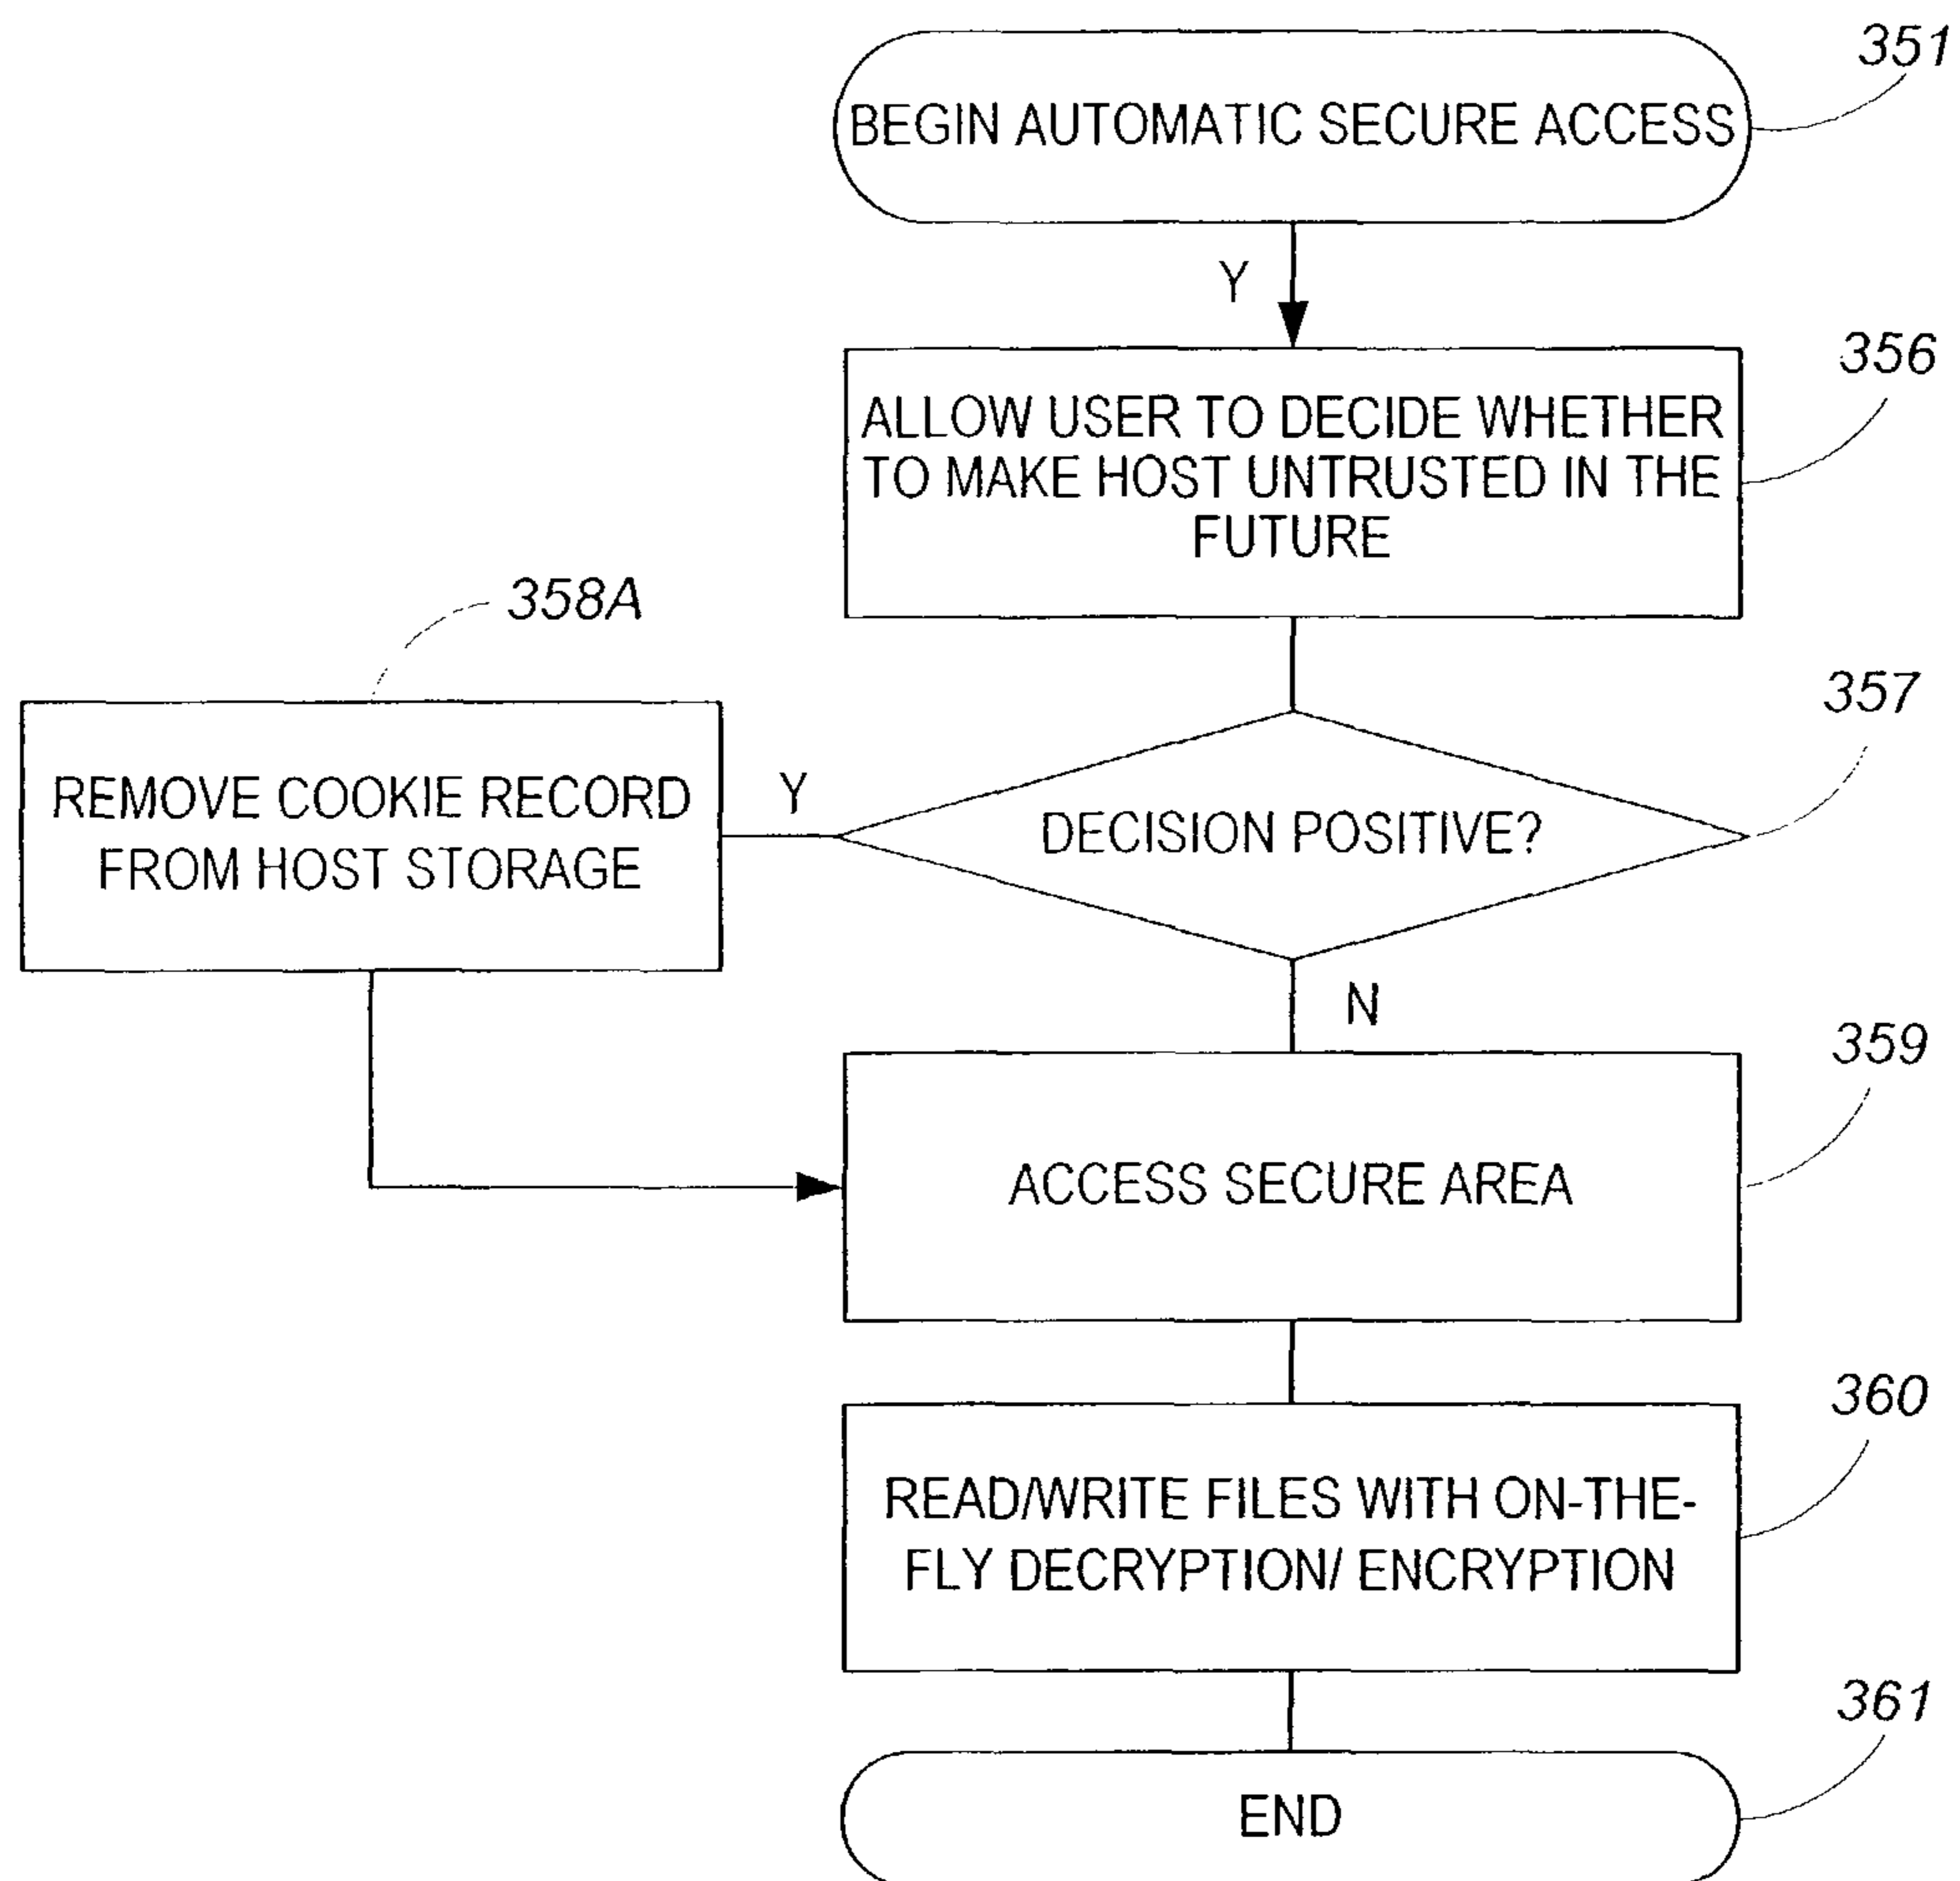 351
BEGIN AUTOMATIC SECURE ACCESS
Y
356
ALLOW USER TO DECIDE WHETHER
TO MAKE HOST UNTRUSTED IN THE
FUTURE
358A
357
REMOVE COOKIE RECORD
FROM HOST STORAGE
Y
DECISION POSITIVE?
N
359
ACCESS SECURE AREA
360
READ/WRITE FILES WITH ON-THE-
FLY DECRYPTION/ ENCRYPTION
361
END